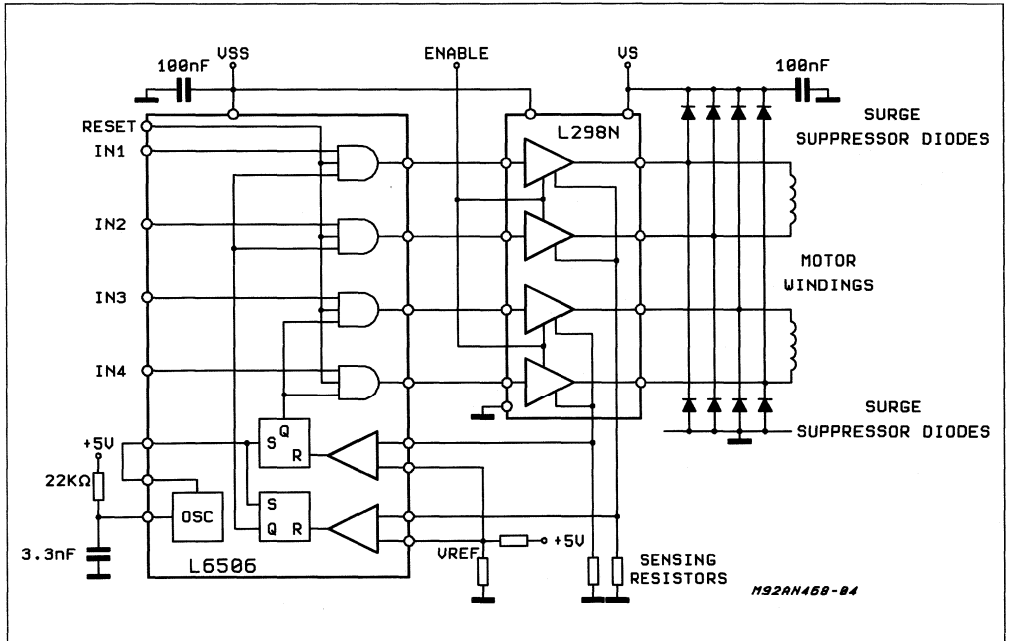 VSS
ENABLE
VS
100nF
100nF
RESET
IN1
IN2
IN3
IN4
L298N
SURGE
SUPPRESSOR DIODES
MOTOR
WINDINGS
SURGE
SUPPRESSOR DIODES
+5V
22KΩ
3.3nF
OSC
S
Q
R
S
Q
R
L6506
VREF
+5V
SENSING
RESISTORS
M92AN468-04